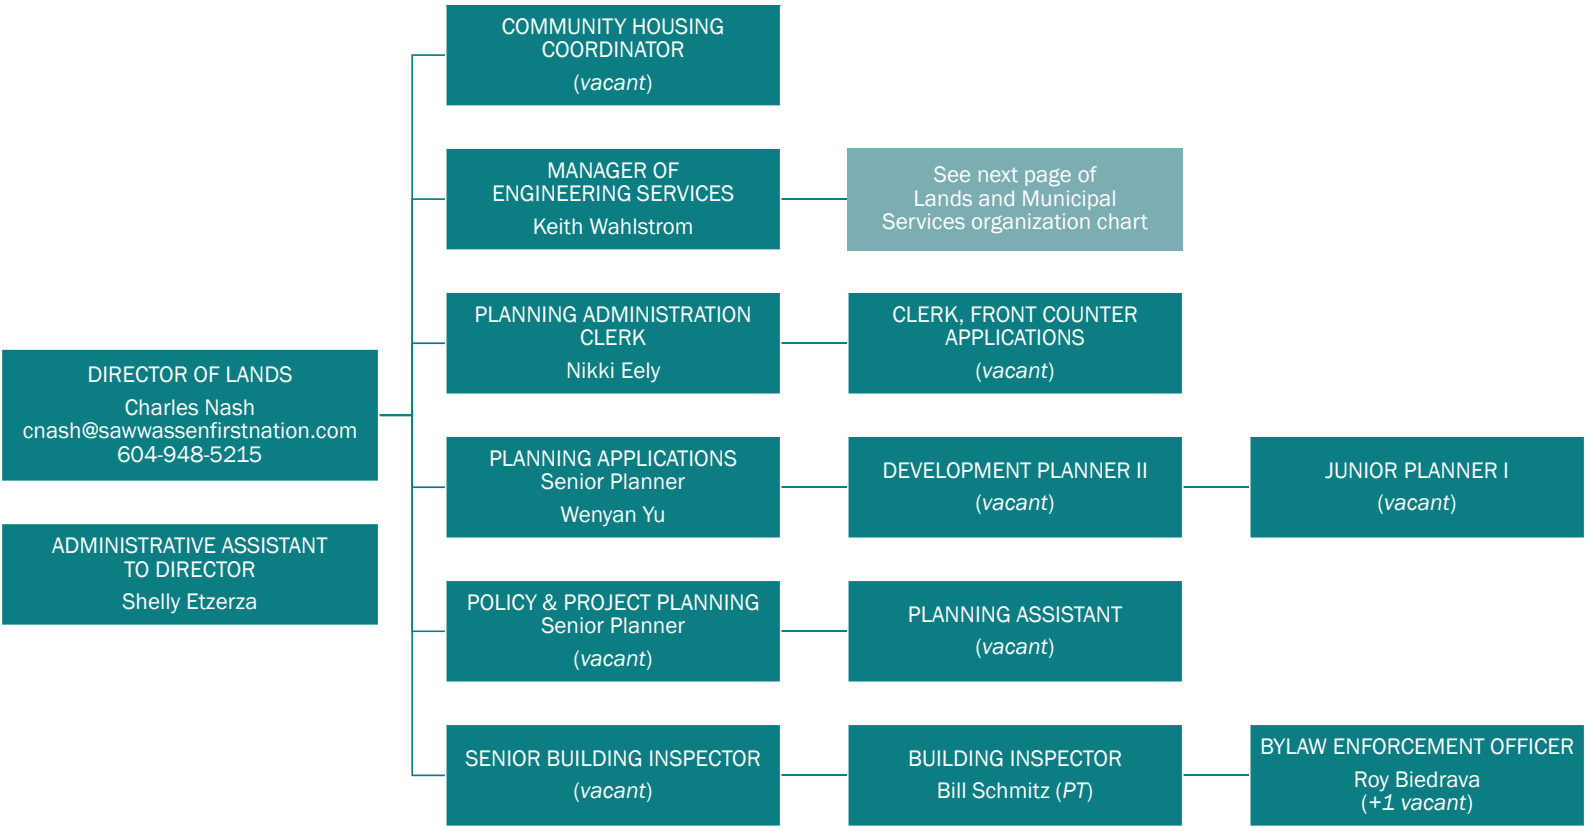 COMMUNITY HOUSING
COORDINATOR
(vacant)
MANAGER OF
ENGINEERING SERVICES
Keith Wahlstrom
See next page of
Lands and Municipal
Services organization chart
PLANNING ADMINISTRATION
CLERK
Nikki Eely
CLERK, FRONT COUNTER
APPLICATIONS
(vacant)
DIRECTOR OF LANDS
Charles Nash
cnash@sawwassenfirstnation.com
604-948-5215
PLANNING APPLICATIONS
Senior Planner
Wenyan Yu
DEVELOPMENT PLANNER II
(vacant)
JUNIOR PLANNER I
(vacant)
ADMINISTRATIVE ASSISTANT
TO DIRECTOR
Shelly Etzerza
POLICY & PROJECT PLANNING
Senior Planner
(vacant)
PLANNING ASSISTANT
(vacant)
SENIOR BUILDING INSPECTOR
(vacant)
BUILDING INSPECTOR
Bill Schmitz (PT)
BYLAW ENFORCEMENT OFFICER
Roy Biedrava
(+1 vacant)